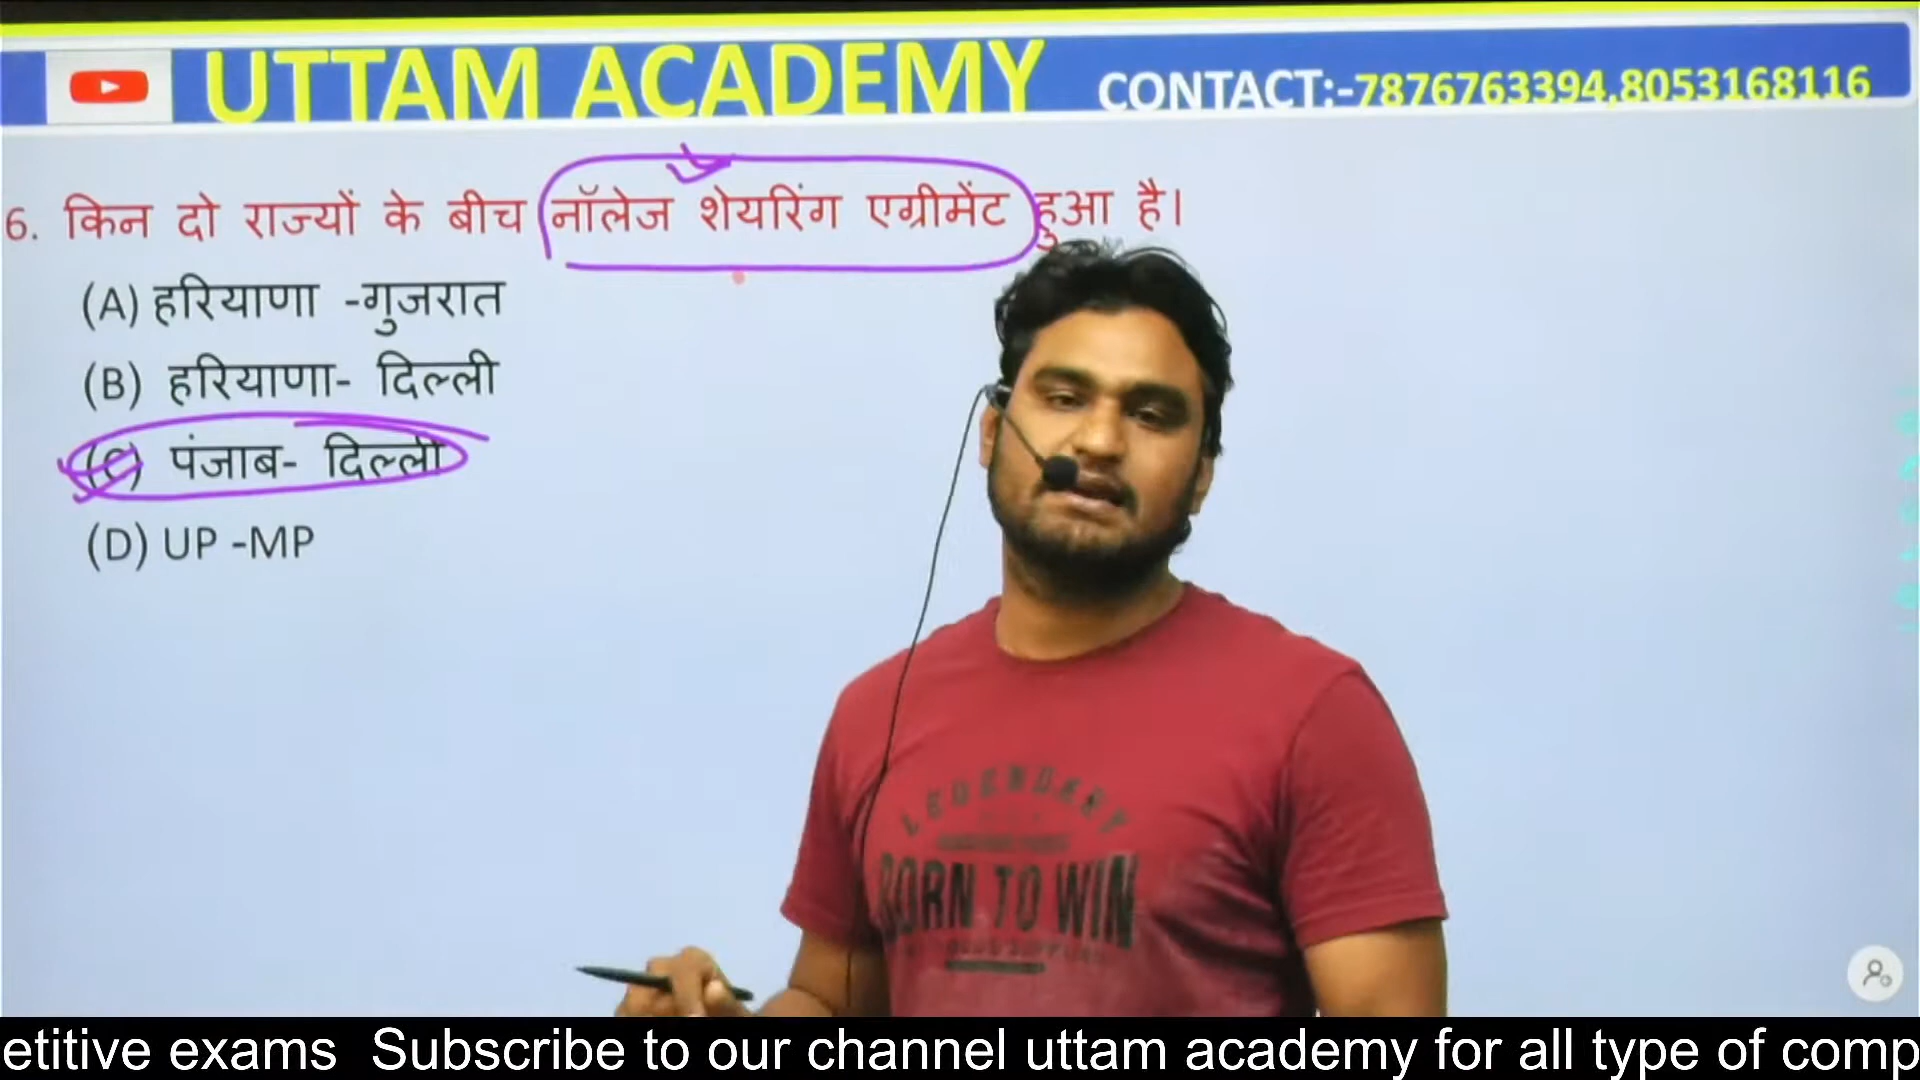 UTTAM ACADEMY CONTACT:-7876763394,8053168116
6. किन दो राज्यों के बीच नॉलेज शेयरिंग एग्रीमेंट हुआ है।
(A) हरियाणा -गुजरात
(B) हरियाणा- दिल्ली
(C) पंजाब- दिल्ली
(D) UP -MP
LEGENDARY
BORN TO WIN
etitive exams Subscribe to our channel uttam academy for all type of comp